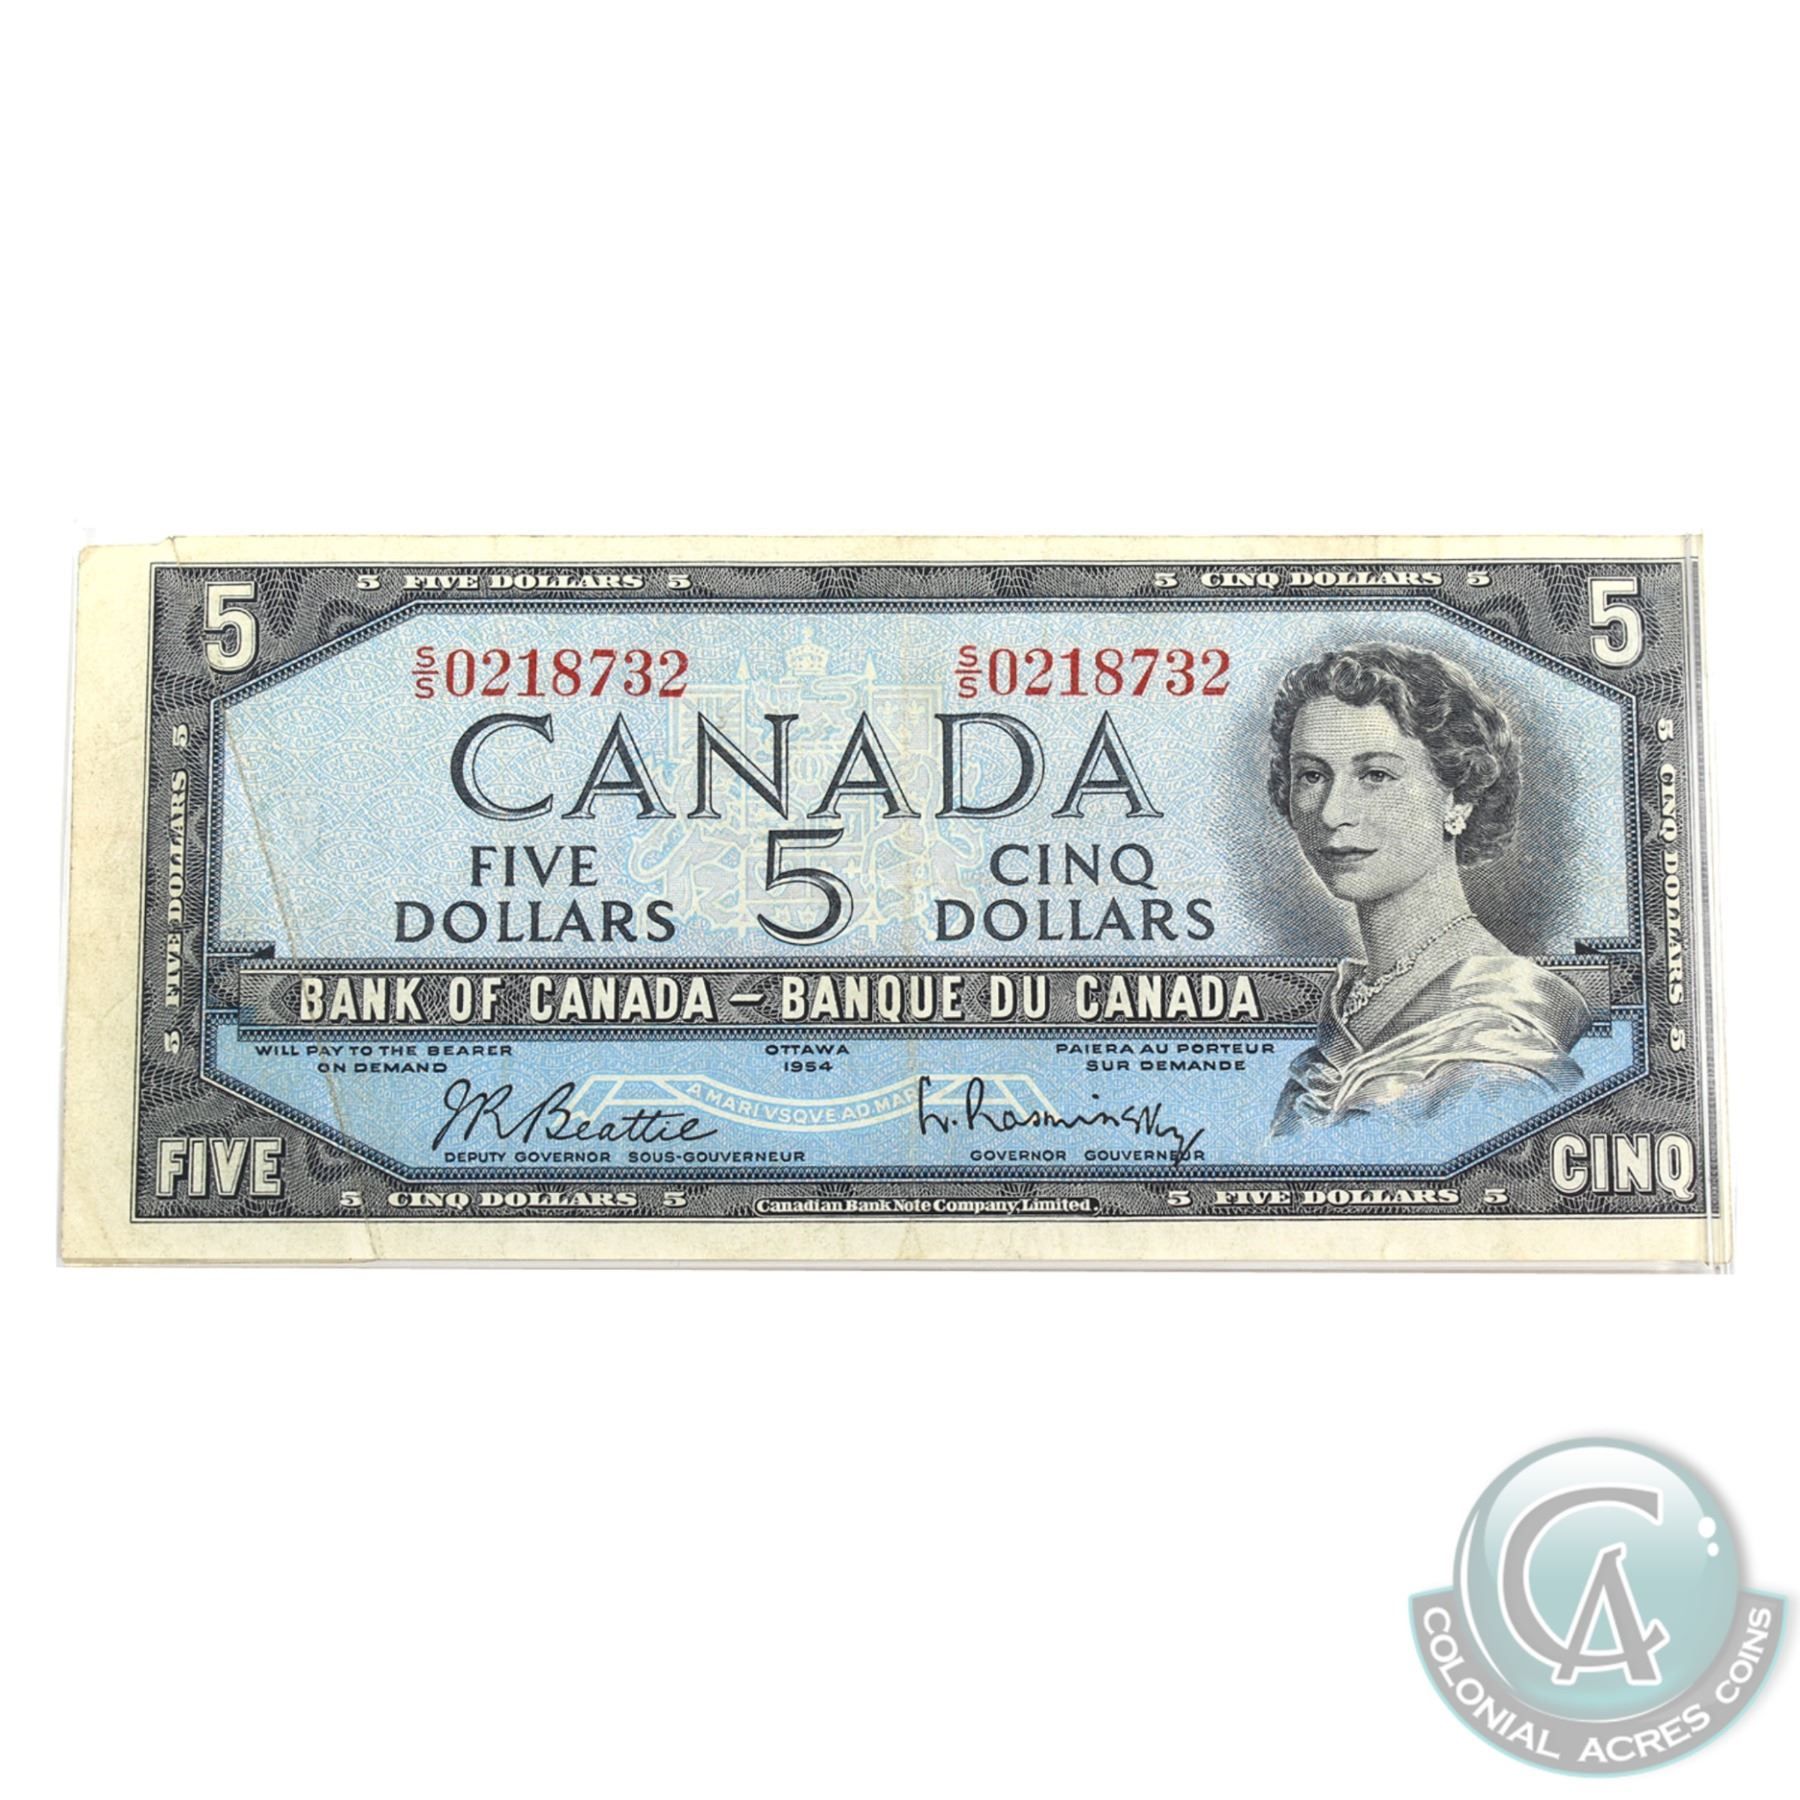 5 5 FIVE DOLLARS 5 5 CINQ DOLLARS 5 5
S/S 0218732 S/S 0218732
CANADA
5 FIVE DOLLARS 5
FIVE DOLLARS
5
CINQ DOLLARS
5 CINQ DOLLARS 5
BANK OF CANADA – BANQUE DU CANADA
WILL PAY TO THE BEARER
ON DEMAND
OTTAWA
1954
PAIERA AU PORTEUR
SUR DEMANDE
A MARI VSQVE AD MAR
J.R. Beattie
L. Rasminsky
DEPUTY GOVERNOR SOUS-GOUVERNEUR
GOVERNOR GOUVERNEUR
FIVE
CINQ
5 CINQ DOLLARS 5
Canadian Bank Note Company, Limited.
5 FIVE DOLLARS 5
CA
COLONIAL ACRES COINS